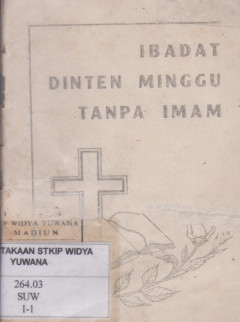 IBADAT
DINTEN MINGGU
TANPA IMAM
WIDYA YUWANA
MADIUN
TAKAAN STKIP WIDYA
YUWANA
264.03
SUW
I-1